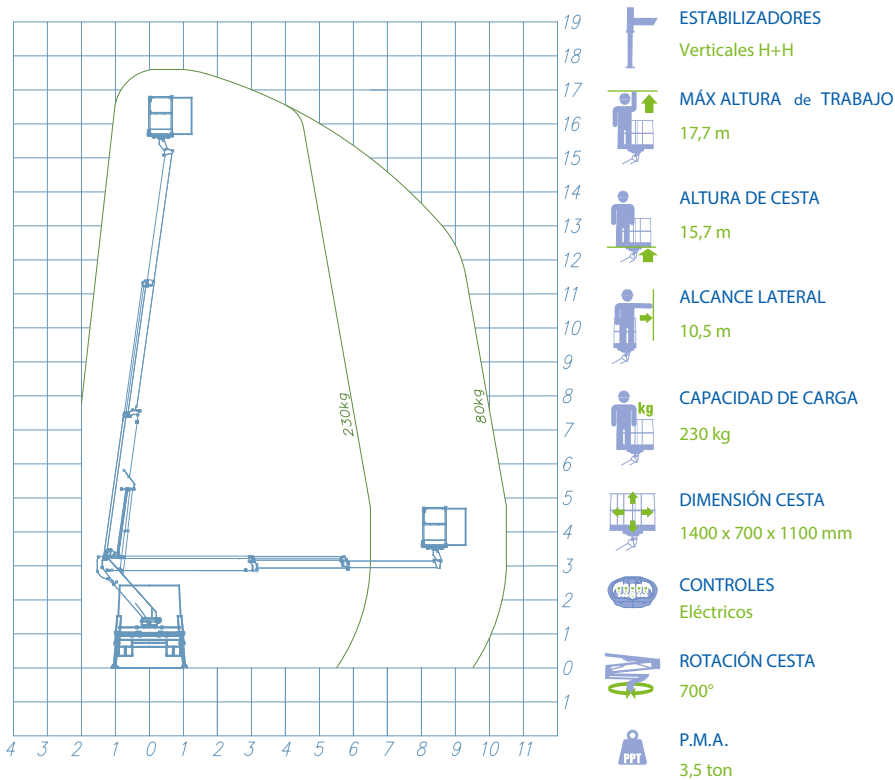 19
18
17
16
15
14
13
12
11
10
9
8
7
6
5
4
3
2
1
0
1
4 3 2 1 0 1 2 3 4 5 6 7 8 9 10 11
230kg
80kg
ESTABILIZADORES
Verticales H+H
MÁX ALTURA de TRABAJO
17,7 m
ALTURA DE CESTA
15,7 m
ALCANCE LATERAL
10,5 m
kg
CAPACIDAD DE CARGA
230 kg
DIMENSIÓN CESTA
1400 x 700 x 1100 mm
CONTROLES
Eléctricos
ROTACIÓN CESTA
700°
PPT
P.M.A.
3,5 ton